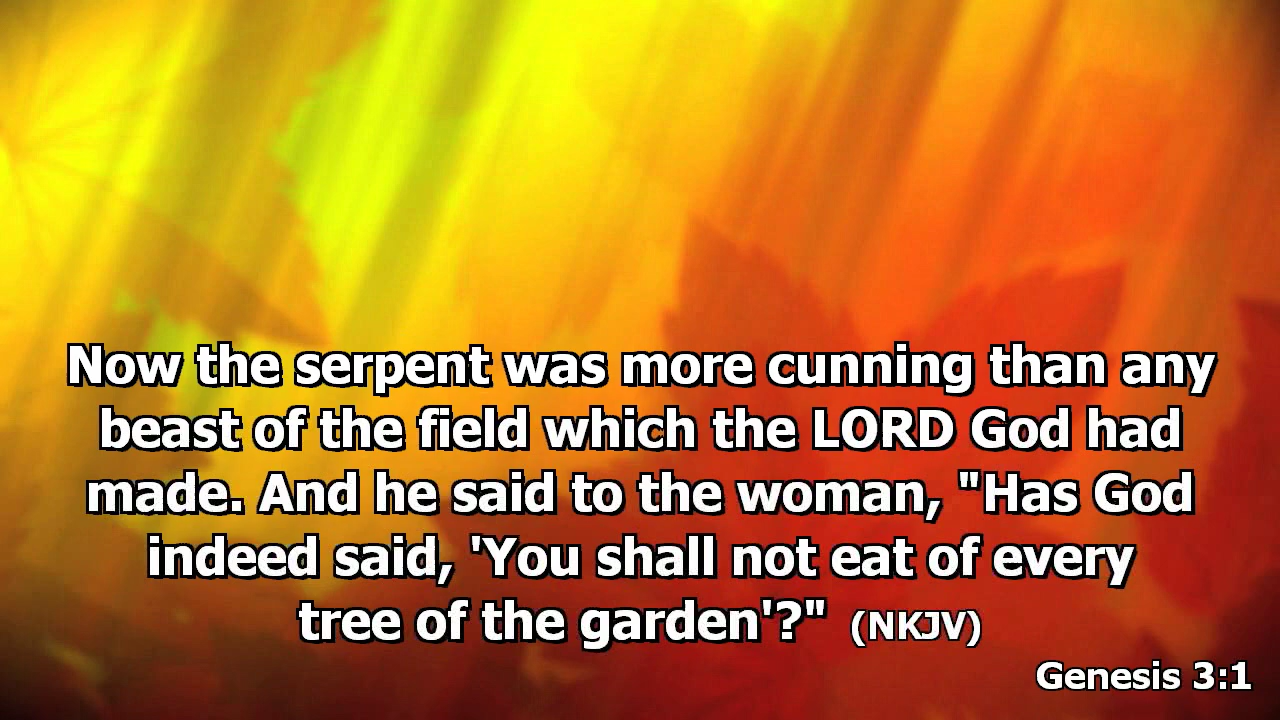 Now the serpent was more cunning than any
beast of the field which the LORD God had
made. And he said to the woman, "Has God
indeed said, 'You shall not eat of every
tree of the garden'?" (NKJV)
Genesis 3:1